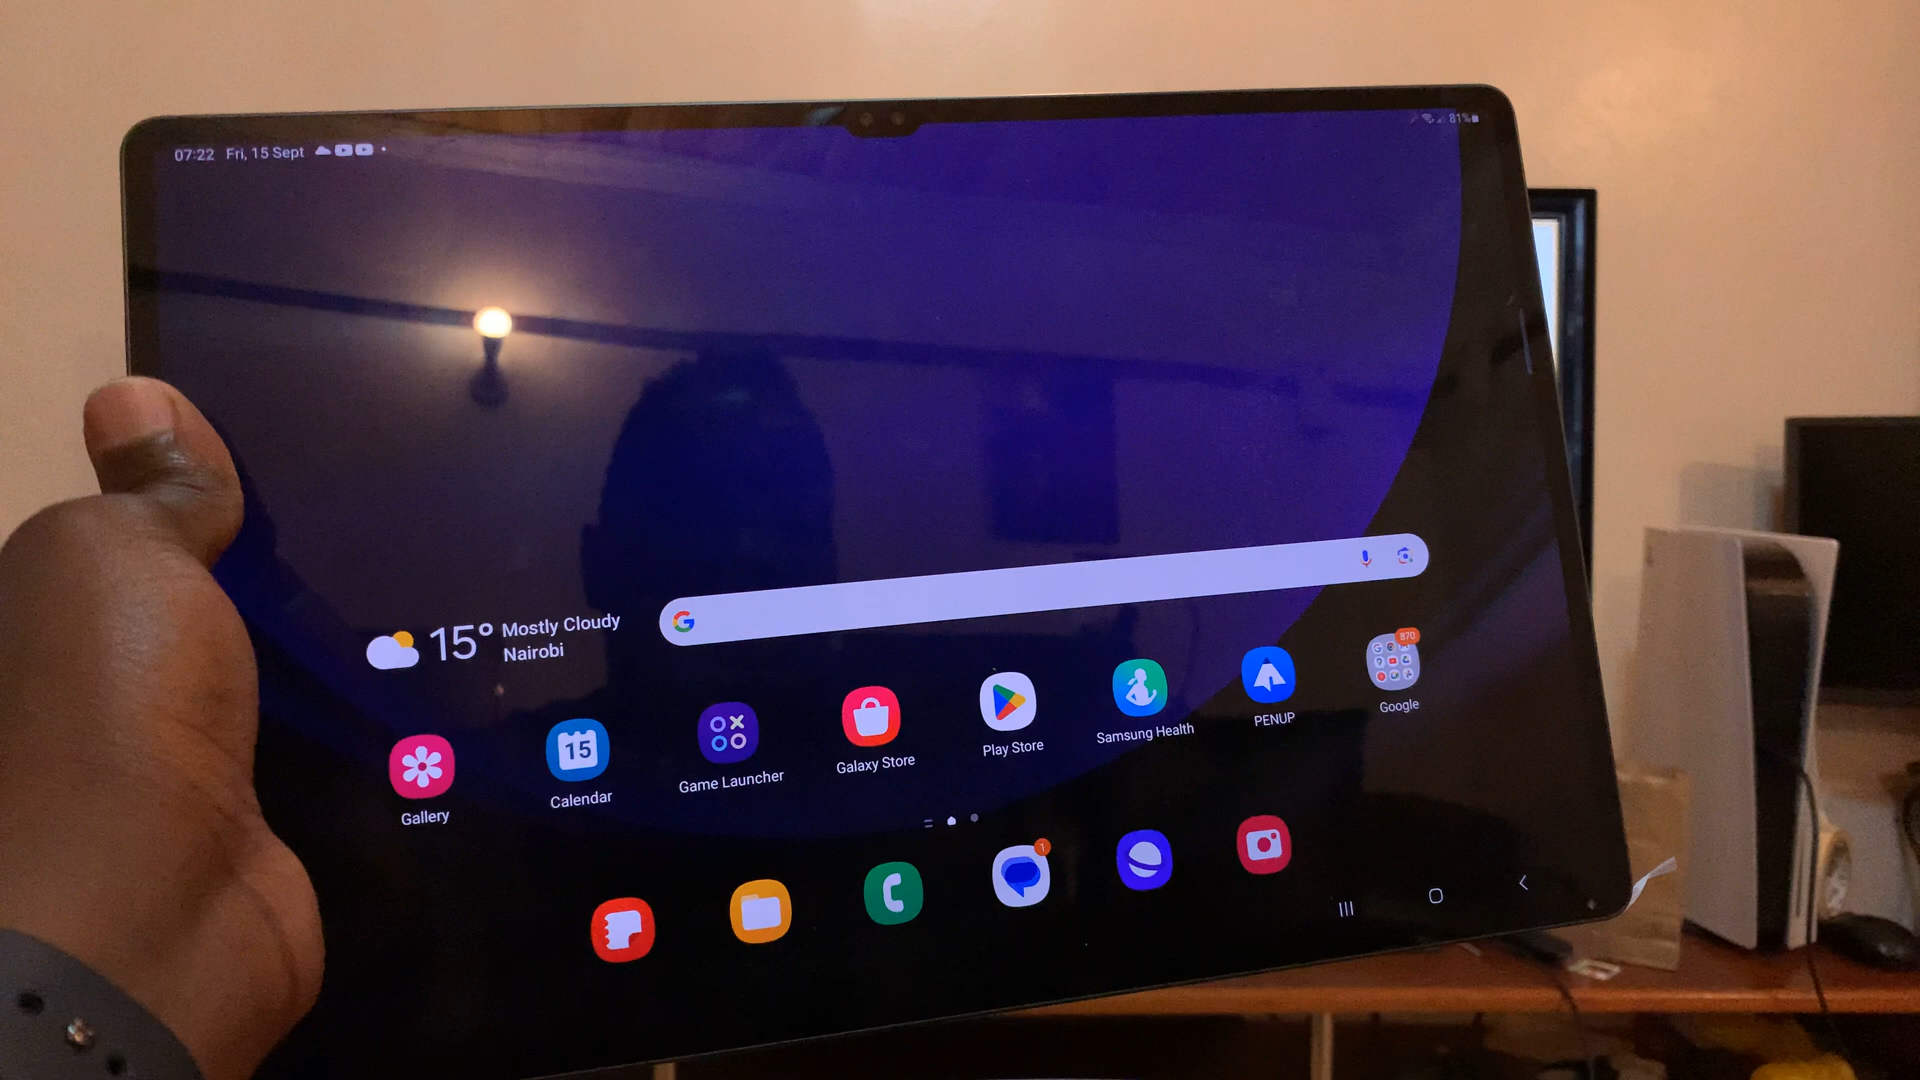 07:22 Fri, 15 Sept
81%
15° Mostly Cloudy
Nairobi
G
870
15
Gallery
Calendar
Game Launcher
Galaxy Store
Play Store
Samsung Health
PENUP
Google
1